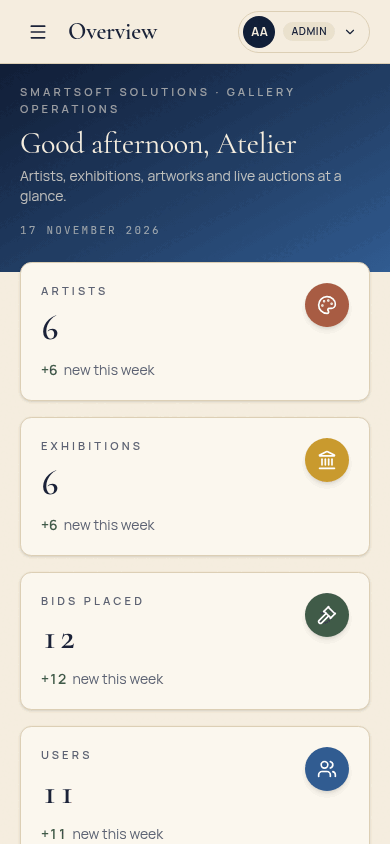 Overview
AA
ADMIN
SMARTSOFT SOLUTIONS · GALLERY
OPERATIONS
Good afternoon, Atelier
Artists, exhibitions, artworks and live auctions at a
glance.
17 NOVEMBER 2026
ARTISTS
6
+6 new this week
EXHIBITIONS
6
+6 new this week
BIDS PLACED
12
+12 new this week
USERS
11
+11 new this week